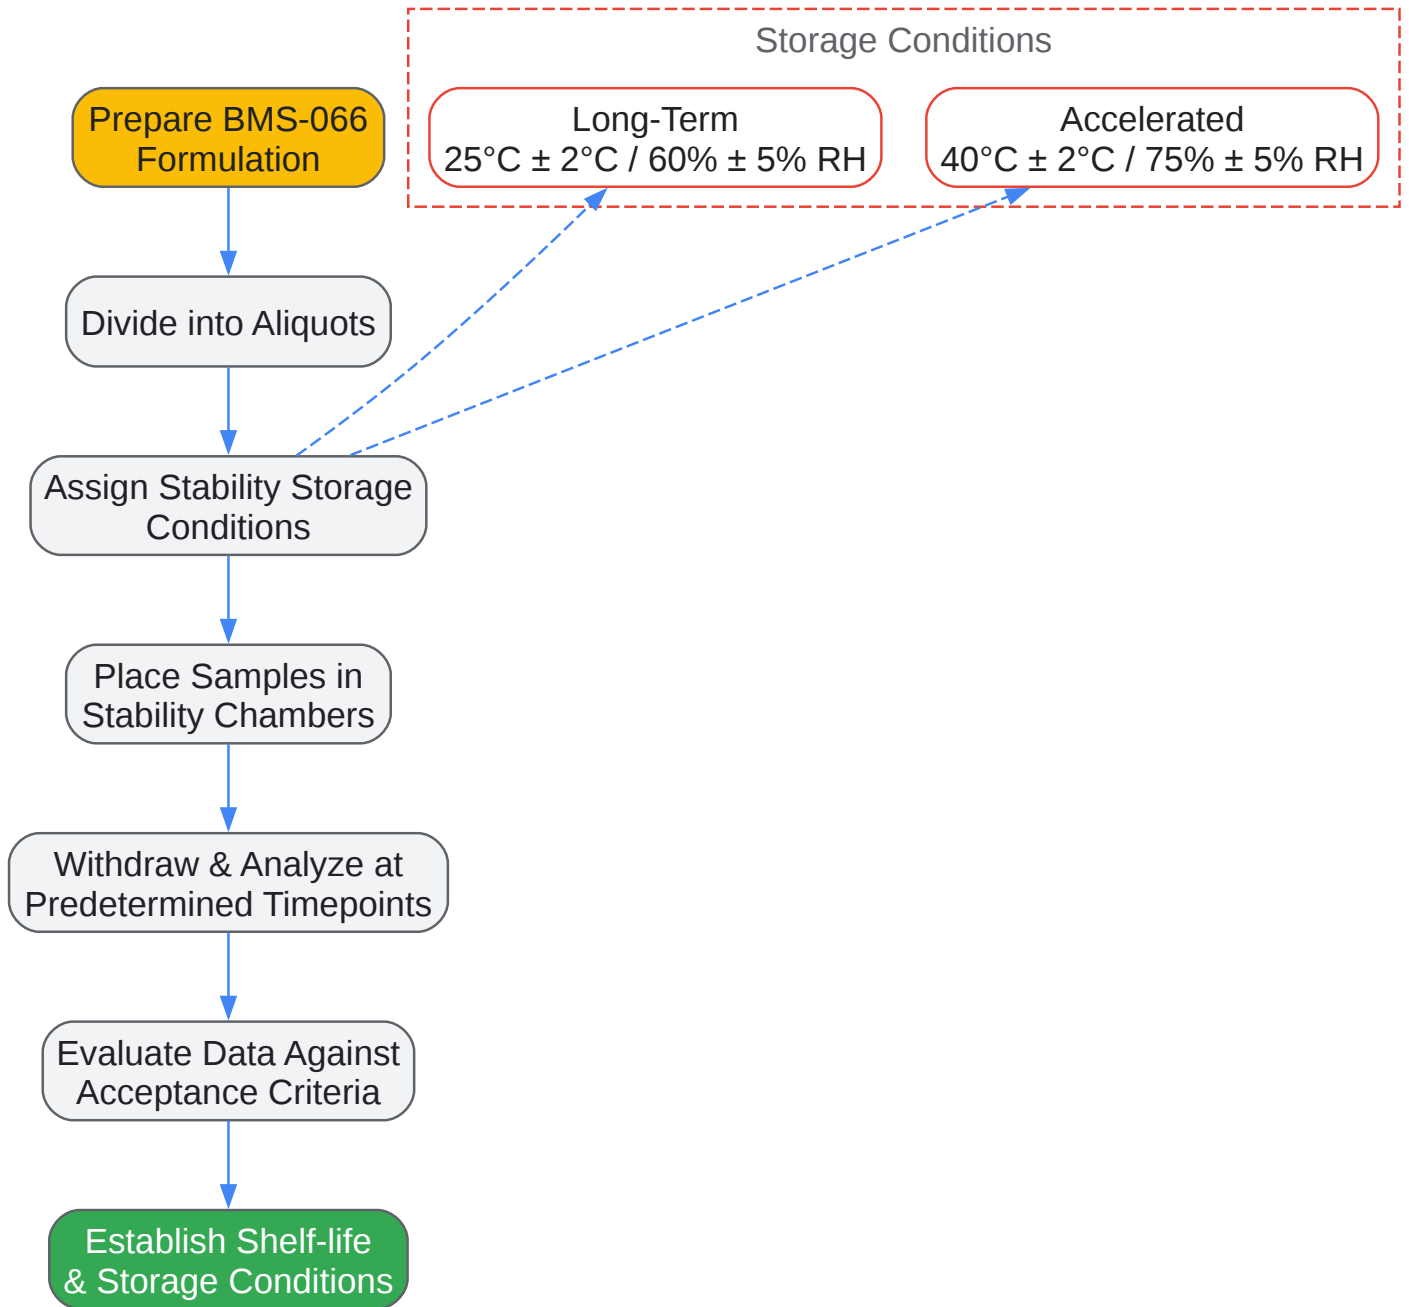 Storage Conditions
Prepare BMS-066
Formulation
Long-Term
25°C ± 2°C / 60% ± 5% RH
Accelerated
40°C ± 2°C / 75% ± 5% RH
Divide into Aliquots
Assign Stability Storage
Conditions
Place Samples in
Stability Chambers
Withdraw & Analyze at
Predetermined Timepoints
Evaluate Data Against
Acceptance Criteria
Establish Shelf-life
& Storage Conditions